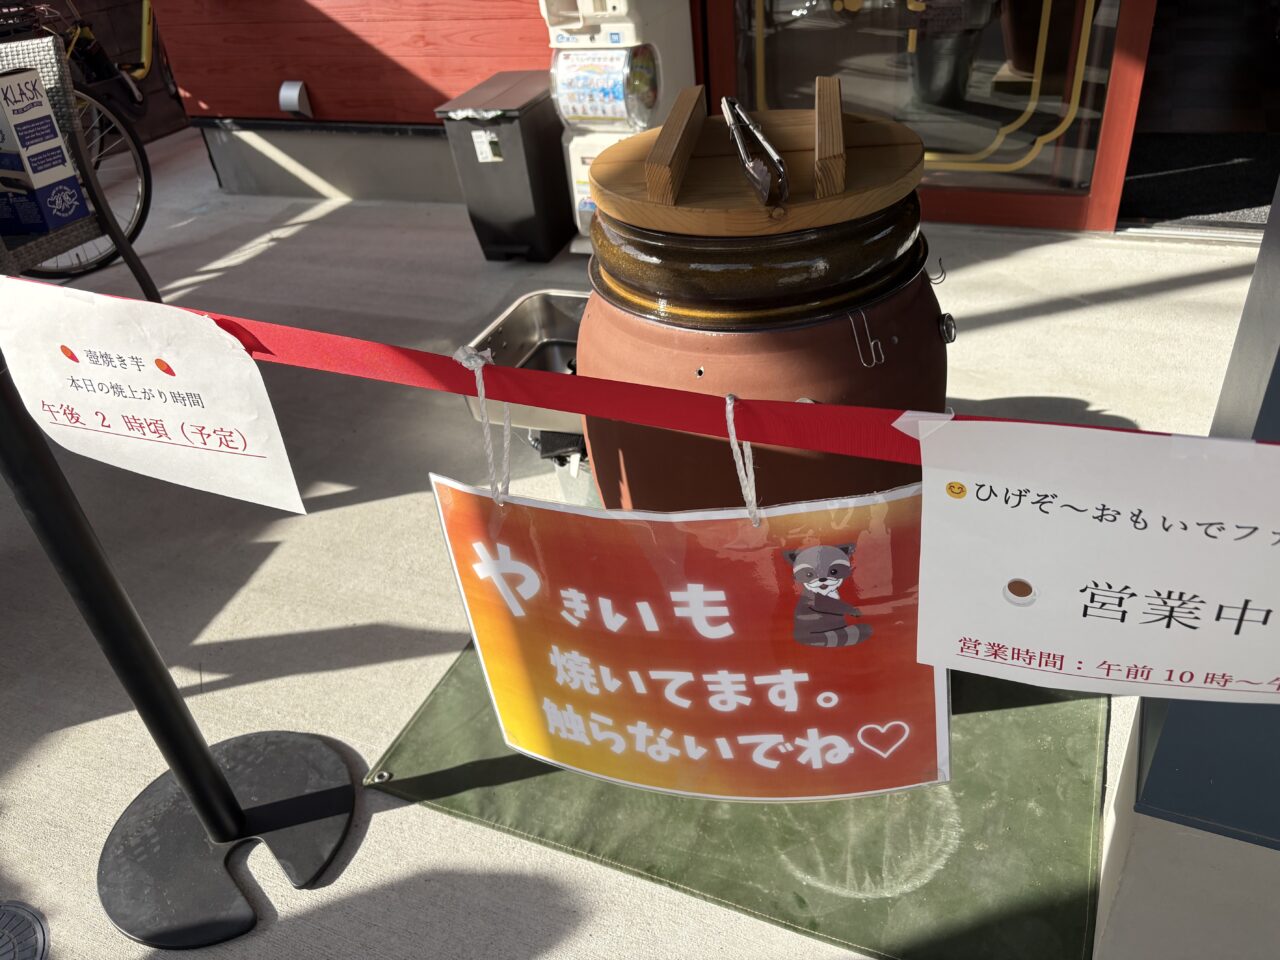 KLASK
壺焼き芋
本日の焼上がり時間
午後 2 時頃（予定）
やきいも
焼いてます。
触らないでね♡
ひげぞ〜おもいでフ
営業中
営業時間：午前 10 時〜